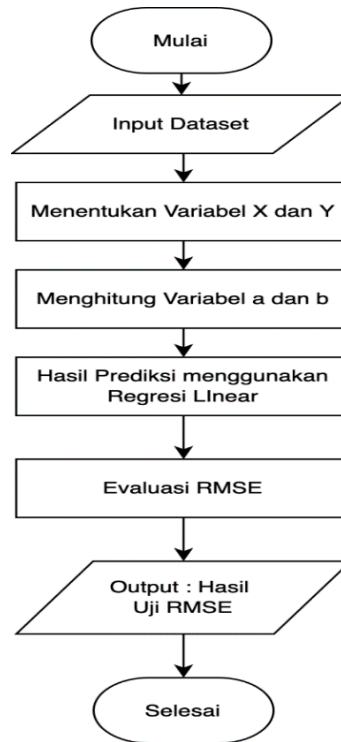 Mulai
Input Dataset
Menentukan Variabel X dan Y
Menghitung Variabel a dan b
Hasil Prediksi menggunakan
Regresi LInear
Evaluasi RMSE
Output : Hasil
Uji RMSE
Selesai